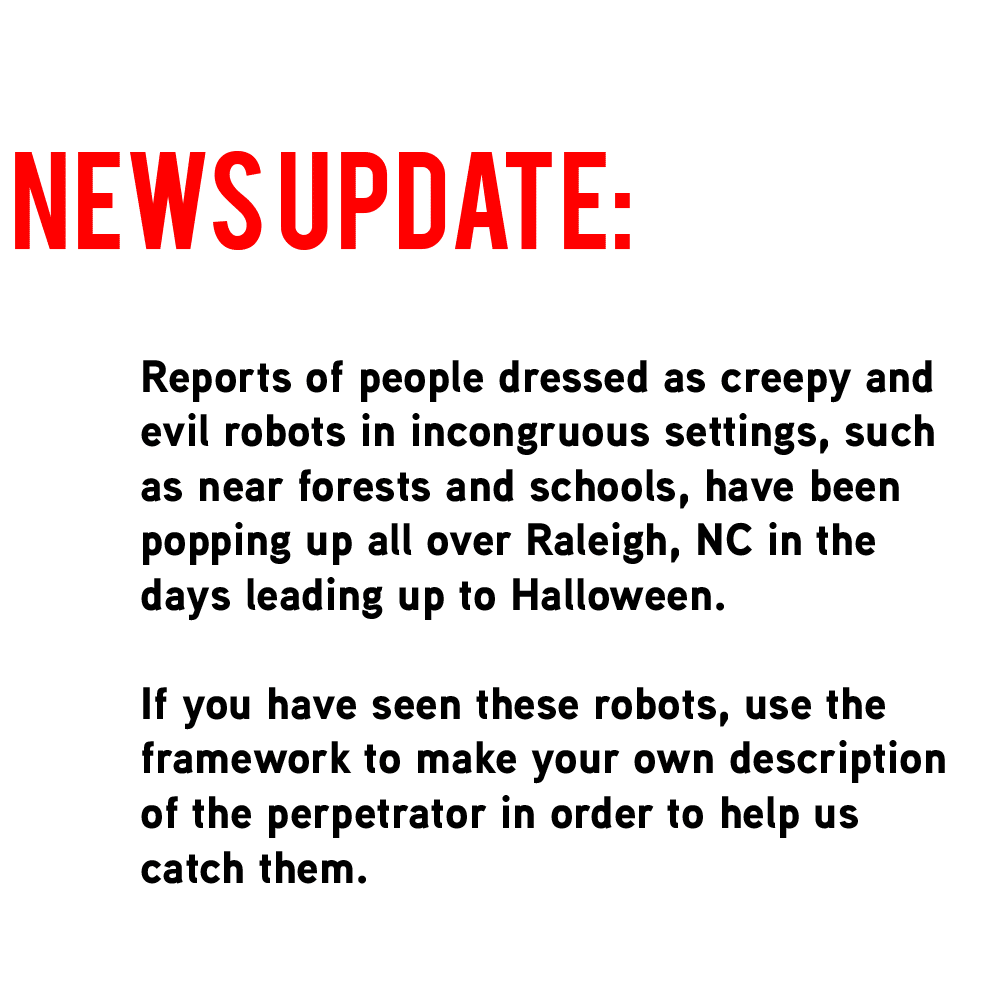 NEWS UPDATE:
Reports of people dressed as creepy and
evil robots in incongruous settings, such
as near forests and schools, have been
popping up all over Raleigh, NC in the
days leading up to Halloween.
If you have seen these robots, use the
framework to make your own description
of the perpetrator in order to help us
catch them.